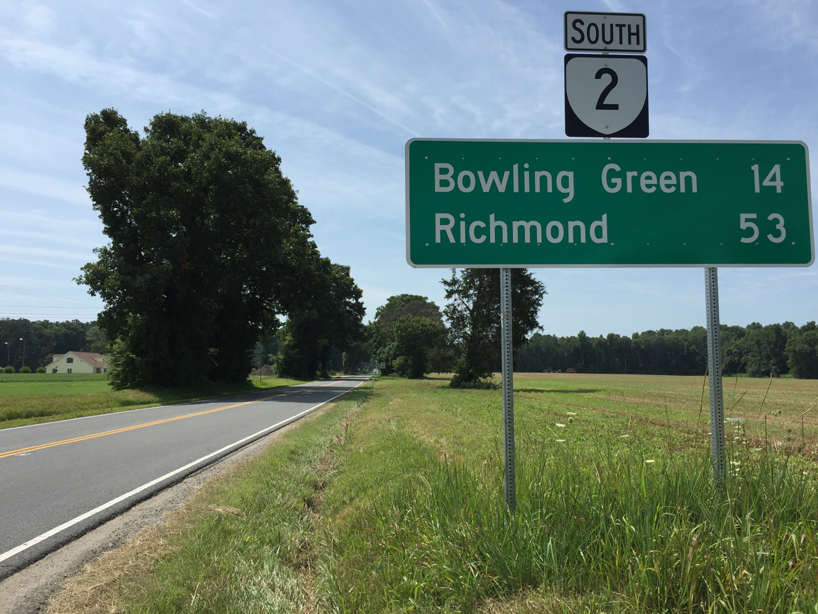 SOUTH
2
Bowling Green 14
Richmond 53